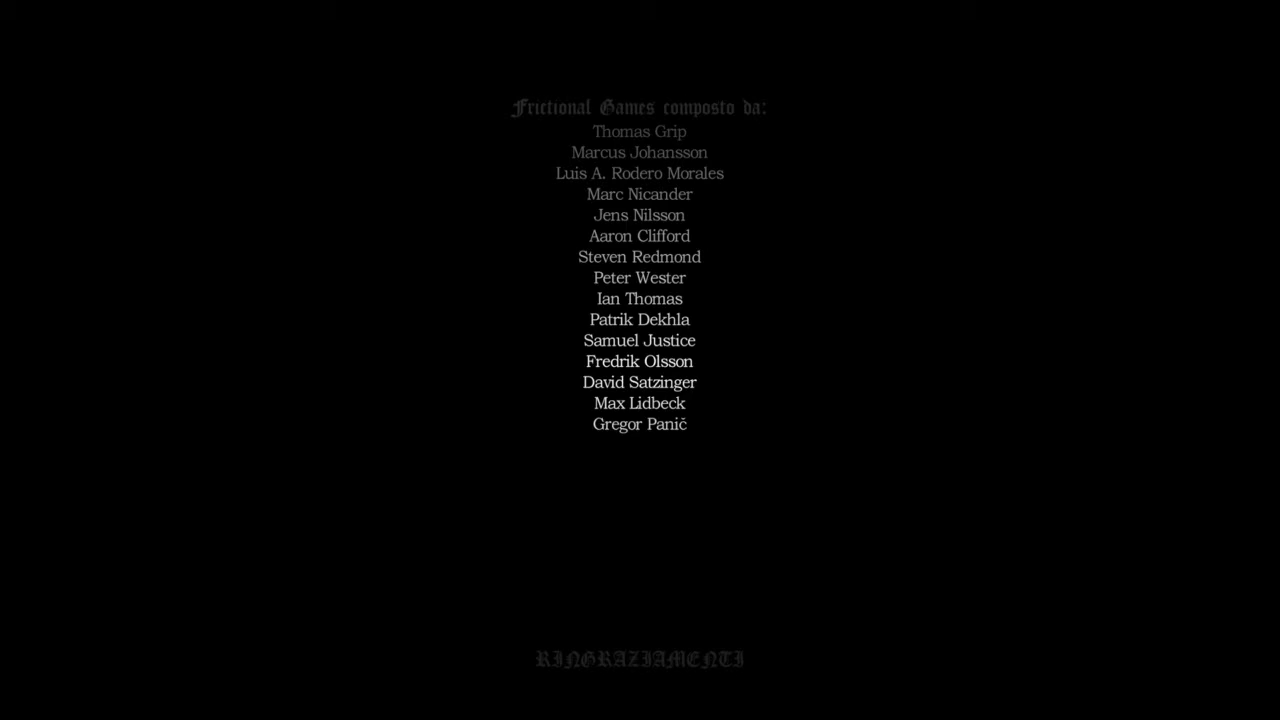 Frictional Games composto da:
Thomas Grip
Marcus Johansson
Luis A. Rodero Morales
Marc Nicander
Jens Nilsson
Aaron Clifford
Steven Redmond
Peter Wester
Ian Thomas
Patrik Dekhla
Samuel Justice
Fredrik Olsson
David Satzinger
Max Lidbeck
Gregor Panič
RINGRAZIAMENTI